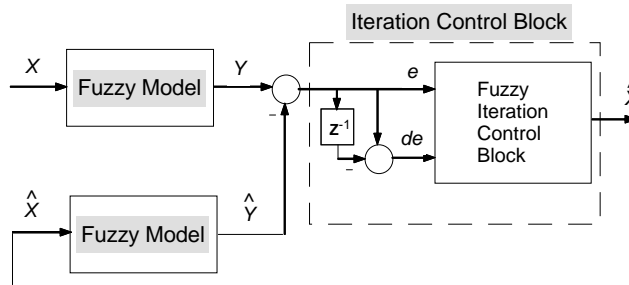 Iteration Control Block
X
Fuzzy Model
Y
e
Fuzzy
Iteration
Control
Block
z⁻¹
de
X̂
Fuzzy Model
Ŷ